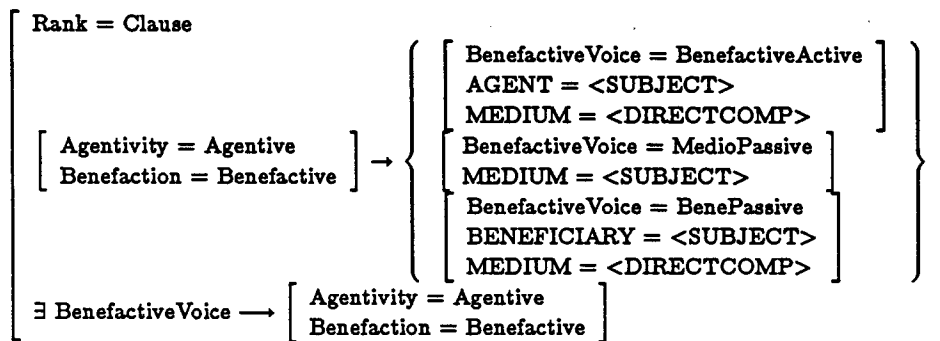 Rank = Clause
BenefactiveVoice = BenefactiveActive
AGENT = <SUBJECT>
MEDIUM = <DIRECTCOMP>
Agentivity = Agentive
Benefaction = Benefactive
→
BenefactiveVoice = MedioPassive
MEDIUM = <SUBJECT>
BenefactiveVoice = BenePassive
BENEFICIARY = <SUBJECT>
MEDIUM = <DIRECTCOMP>
∃ BenefactiveVoice ⟶
Agentivity = Agentive
Benefaction = Benefactive